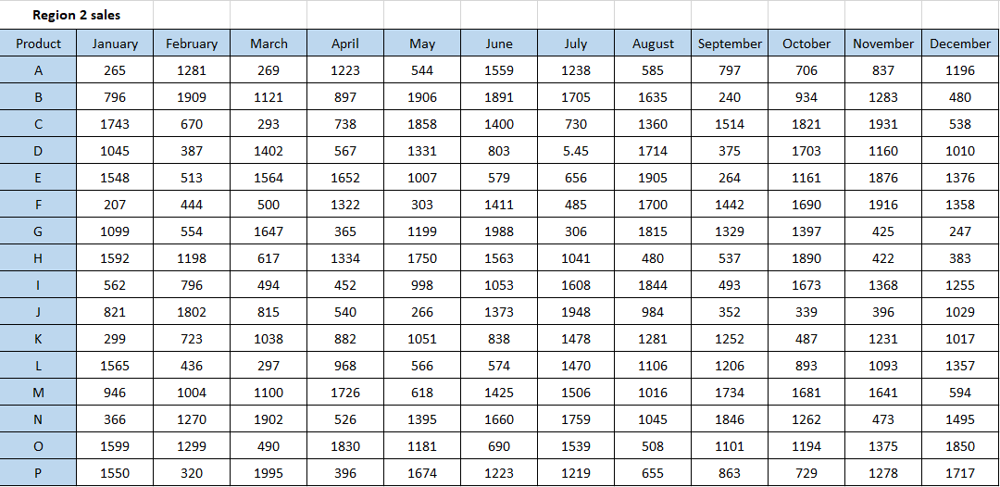 Region 2 sales
Product January February March April May June July August September October November December
A 265 1281 269 1223 544 1559 1238 585 797 706 837 1196
B 796 1909 1121 897 1906 1891 1705 1635 240 934 1283 480
C 1743 670 293 738 1858 1400 730 1360 1514 1821 1931 538
D 1045 387 1402 567 1331 803 5.45 1714 375 1703 1160 1010
E 1548 513 1564 1652 1007 579 656 1905 264 1161 1876 1376
F 207 444 500 1322 303 1411 485 1700 1442 1690 1916 1358
G 1099 554 1647 365 1199 1988 306 1815 1329 1397 425 247
H 1592 1198 617 1334 1750 1563 1041 480 537 1890 422 383
I 562 796 494 452 998 1053 1608 1844 493 1673 1368 1255
J 821 1802 815 540 266 1373 1948 984 352 339 396 1029
K 299 723 1038 882 1051 838 1478 1281 1252 487 1231 1017
L 1565 436 297 968 566 574 1470 1106 1206 893 1093 1357
M 946 1004 1100 1726 618 1425 1506 1016 1734 1681 1641 594
N 366 1270 1902 526 1395 1660 1759 1045 1846 1262 473 1495
O 1599 1299 490 1830 1181 690 1539 508 1101 1194 1375 1850
P 1550 320 1995 396 1674 1223 1219 655 863 729 1278 1717